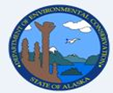 DEPARTMENT OF ENVIRONMENTAL CONSERVATION
STATE OF ALASKA